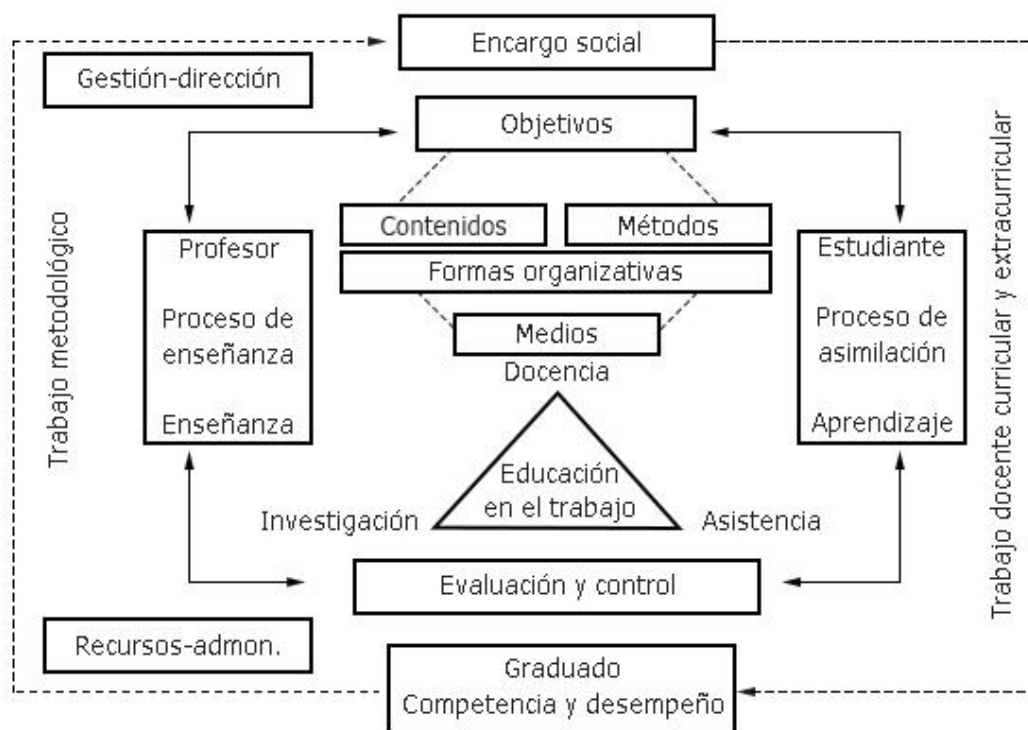 Encargo social
Gestión-dirección
Objetivos
Contenidos
Métodos
Formas organizativas
Medios
Docencia
Profesor
Proceso de
enseñanza
Enseñanza
Estudiante
Proceso de
asimilación
Aprendizaje
Trabajo metodológico
Trabajo docente curricular y extracurricular
Educación
en el trabajo
Investigación
Asistencia
Evaluación y control
Recursos-admon.
Graduado
Competencia y desempeño